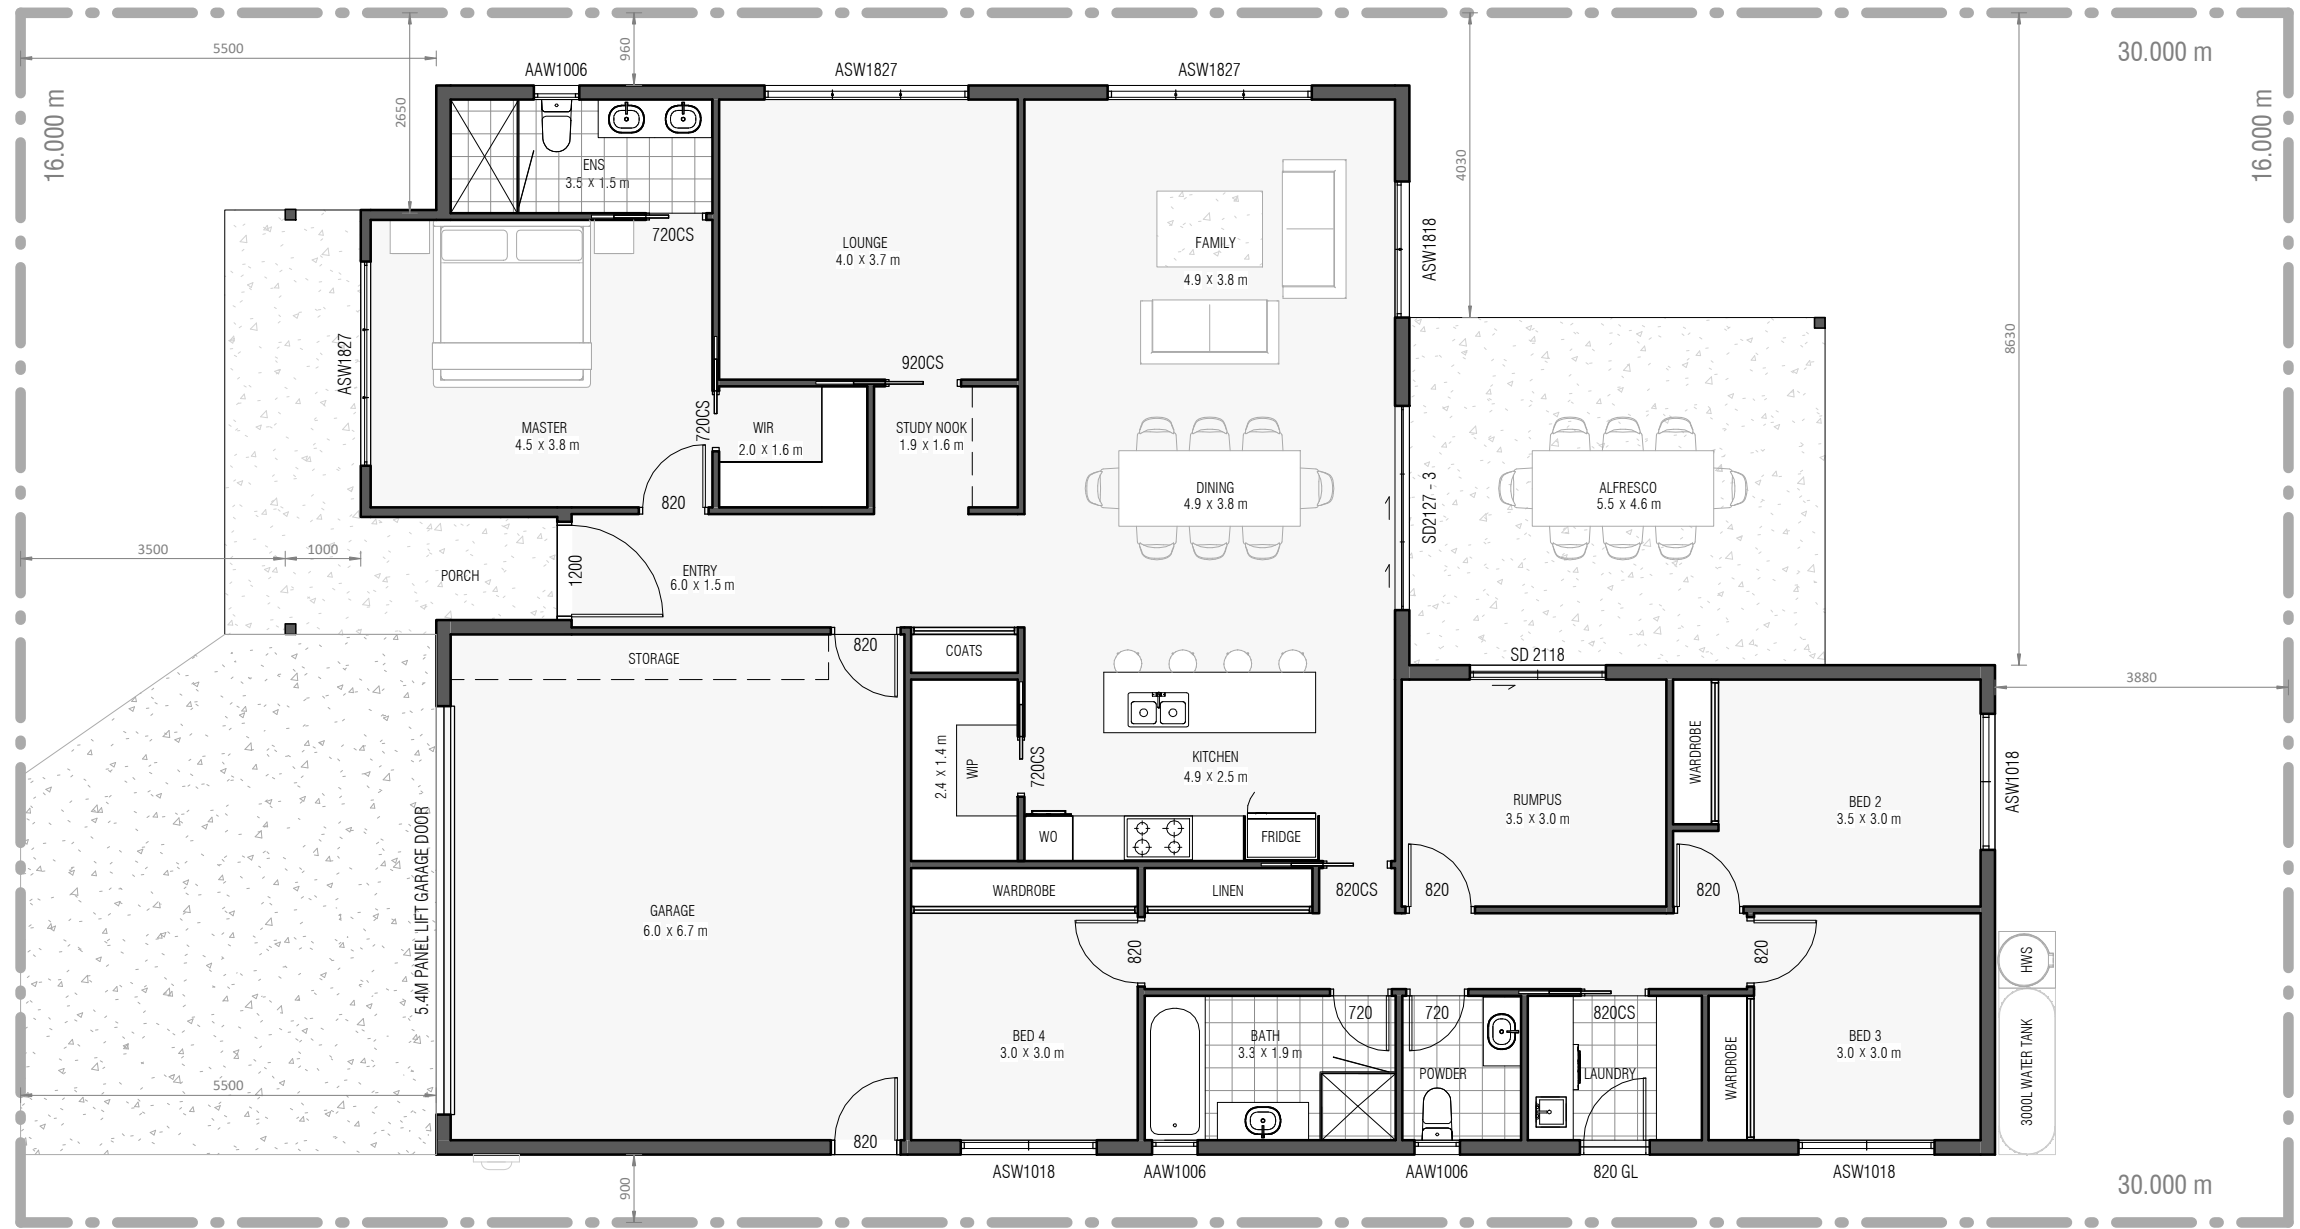 5500
960
30.000 m
AAW1006
ASW1827
ASW1827
16.000 m
2650
16.000 m
4030
ENS
3.5 x 1.5 m
720CS
LOUNGE
4.0 x 3.7 m
FAMILY
4.9 x 3.8 m
ASW1818
8630
ASW1827
920CS
720CS
MASTER
4.5 x 3.8 m
WIR
2.0 x 1.6 m
STUDY NOOK
1.9 x 1.6 m
DINING
4.9 x 3.8 m
SD2127 - 3
ALFRESCO
5.5 x 4.6 m
820
3500
1000
PORCH
1200
ENTRY
6.0 x 1.5 m
STORAGE
820
COATS
SD 2118
3880
2.4 x 1.4 m
WIP
720CS
KITCHEN
4.9 x 2.5 m
WARDROBE
ASW1018
RUMPUS
3.5 x 3.0 m
BED 2
3.5 x 3.0 m
WO
FRIDGE
5.4M PANEL LIFT GARAGE DOOR
WARDROBE
LINEN
820CS
820
820
GARAGE
6.0 x 6.7 m
820
820
HWS
BED 4
3.0 x 3.0 m
BATH
3.3 x 1.9 m
720
720
820CS
BED 3
3.0 x 3.0 m
POWDER
LAUNDRY
WARDROBE
3000L WATER TANK
5500
820
ASW1018
AAW1006
AAW1006
820 GL
ASW1018
900
30.000 m